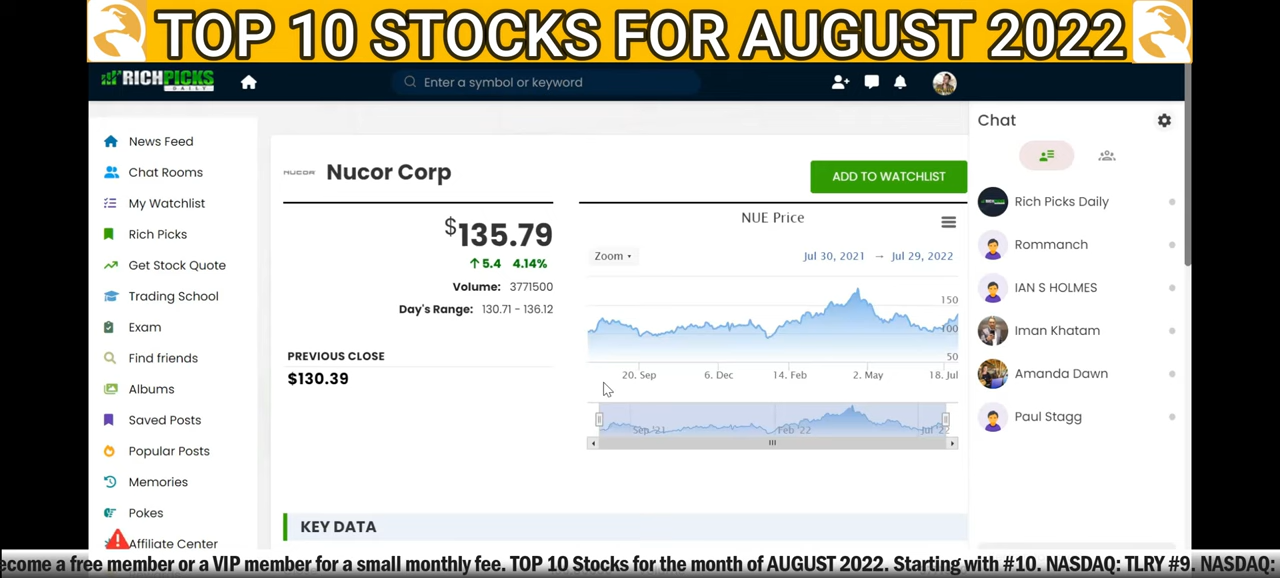 TOP 10 STOCKS FOR AUGUST 2022
RICHPICKS
DAILY
Enter a symbol or keyword
News Feed
Chat Rooms
My Watchlist
Rich Picks
Get Stock Quote
Trading School
Exam
Find friends
Albums
Saved Posts
Popular Posts
Memories
Pokes
Affiliate Center
NUCOR
Nucor Corp
ADD TO WATCHLIST
$135.79
↑ 5.4 4.14%
Volume: 3771500
Day's Range: 130.71 - 136.12
PREVIOUS CLOSE
$130.39
NUE Price
Zoom
Jul 30, 2021 → Jul 29, 2022
150
100
50
20. Sep 6. Dec 14. Feb 2. May 18. Jul
Sep '21 Feb '22 Jul '22
KEY DATA
Chat
Rich Picks Daily
Rommanch
IAN S HOLMES
Iman Khatam
Amanda Dawn
Paul Stagg
ecome a free member or a VIP member for a small monthly fee. TOP 10 Stocks for the month of AUGUST 2022. Starting with #10. NASDAQ: TLRY #9. NASDAQ: